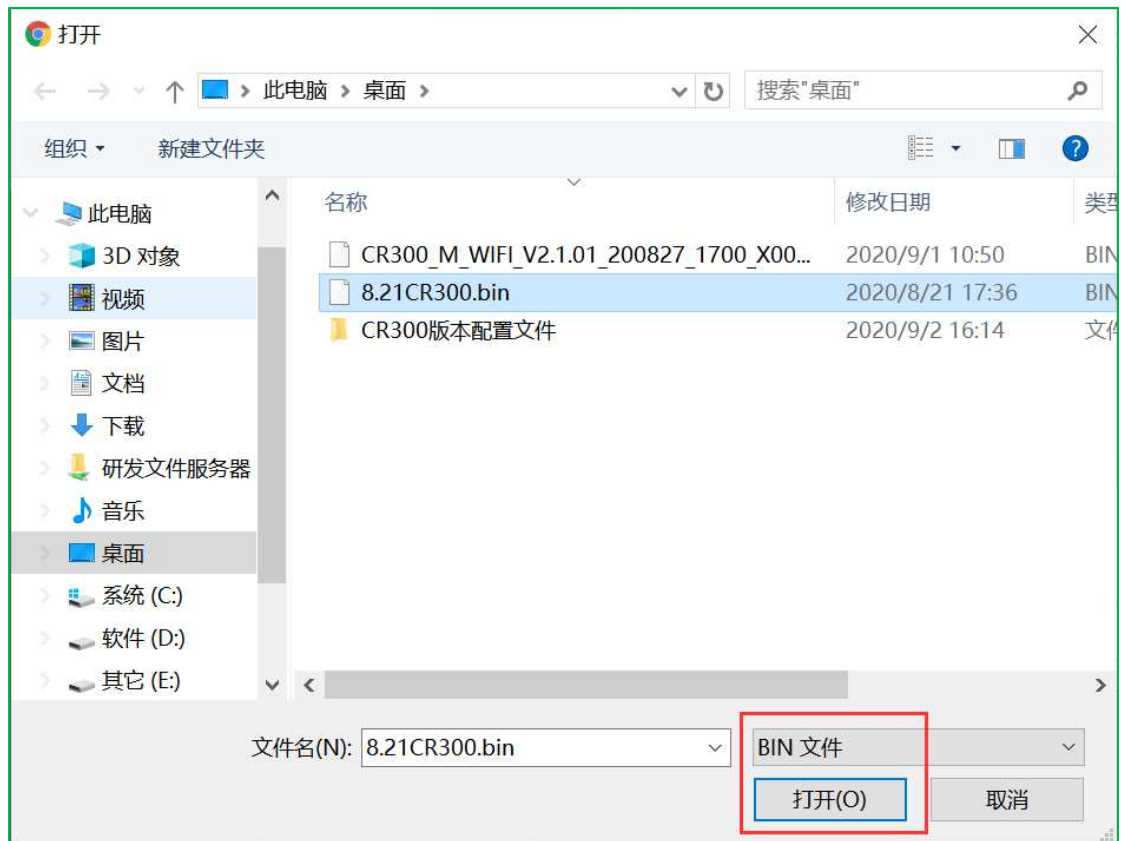 打开
此电脑 › 桌面 ›
搜索"桌面"
组织
新建文件夹
?
名称
修改日期
类型
此电脑
3D 对象
视频
图片
文档
下载
研发文件服务器
音乐
桌面
系统 (C:)
软件 (D:)
其它 (E:)
CR300_M_WIFI_V2.1.01_200827_1700_X00... 2020/9/1 10:50 BIN
8.21CR300.bin 2020/8/21 17:36 BIN
CR300版本配置文件 2020/9/2 16:14 文件
文件名(N): 8.21CR300.bin
BIN 文件
打开(O)
取消